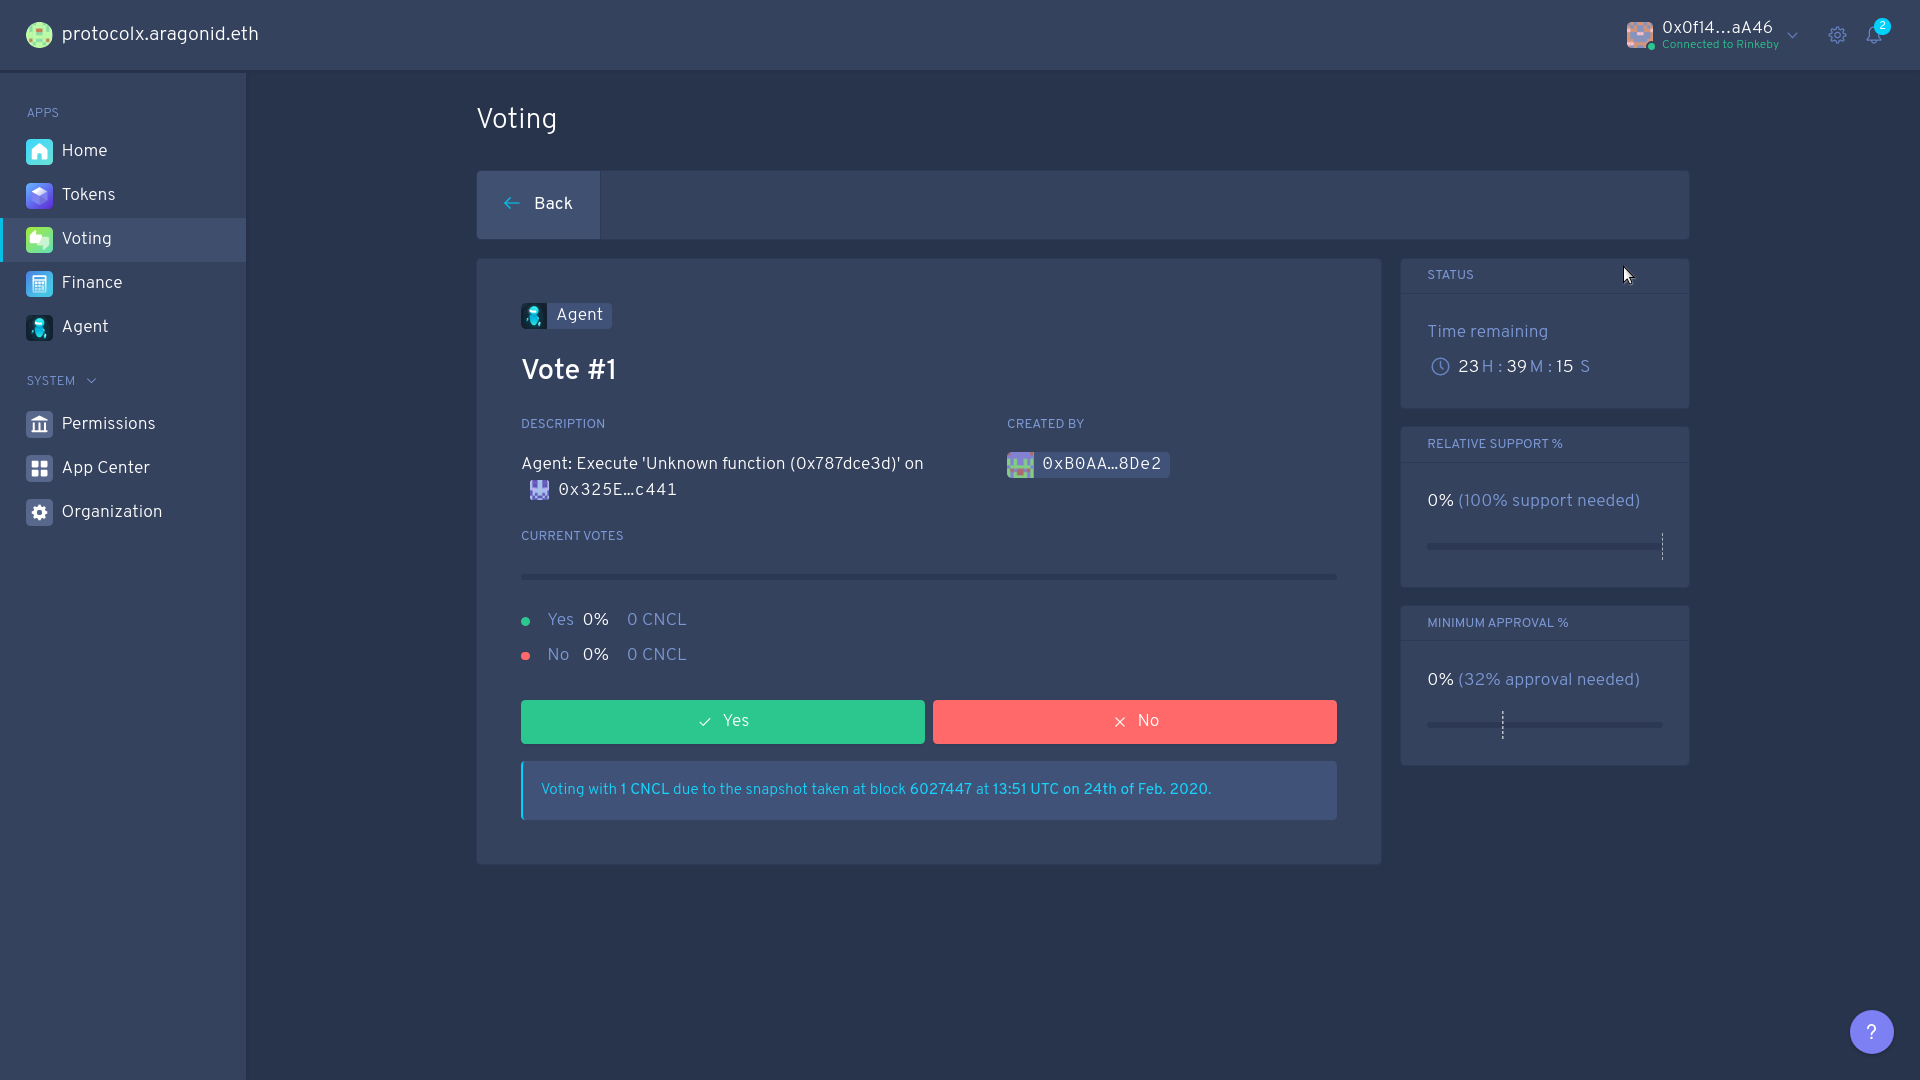 protocolx.aragonid.eth
0x0f14…aA46
Connected to Rinkeby
2
APPS
Home
Tokens
Voting
Finance
Agent
SYSTEM
Permissions
App Center
Organization
Voting
Back
Agent
Vote #1
DESCRIPTION
Agent: Execute 'Unknown function (0x787dce3d)' on
0x325E…c441
CREATED BY
0xB0AA…8De2
CURRENT VOTES
Yes 0% 0 CNCL
No 0% 0 CNCL
Yes
No
Voting with 1 CNCL due to the snapshot taken at block 6027447 at 13:51 UTC on 24th of Feb. 2020.
STATUS
Time remaining
23 H : 39 M : 15 S
RELATIVE SUPPORT %
0% (100% support needed)
MINIMUM APPROVAL %
0% (32% approval needed)
?